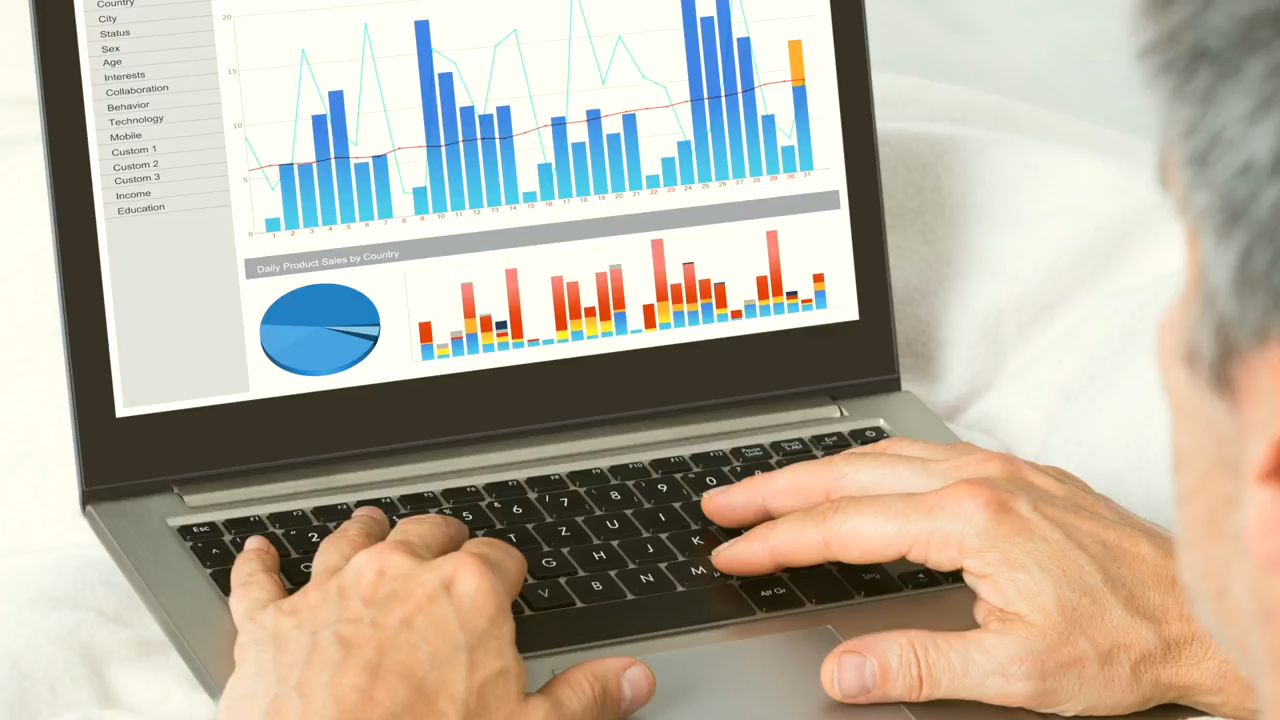 Country
City
Status
Sex
Age
Interests
Collaboration
Behavior
Technology
Mobile
Custom 1
Custom 2
Custom 3
Income
Education
20
15
10
5
0
1 2 3 4 5 6 7 8 9 10 11 12 13 14 15 16 17 18 19 20 21 22 23 24 25 26 27 28 29 30 31
Daily Product Sales by Country
Esc F1 F2 F3 F4 F5 F6 F7 F8 F9 F10 F11 F12 Pause Druck
^ " 2 % 5 & 6 / 7 ( 8 ) 9 = 0 ?
Q T Z U I
G H J K
V B N M µ
Alt Gr Strg